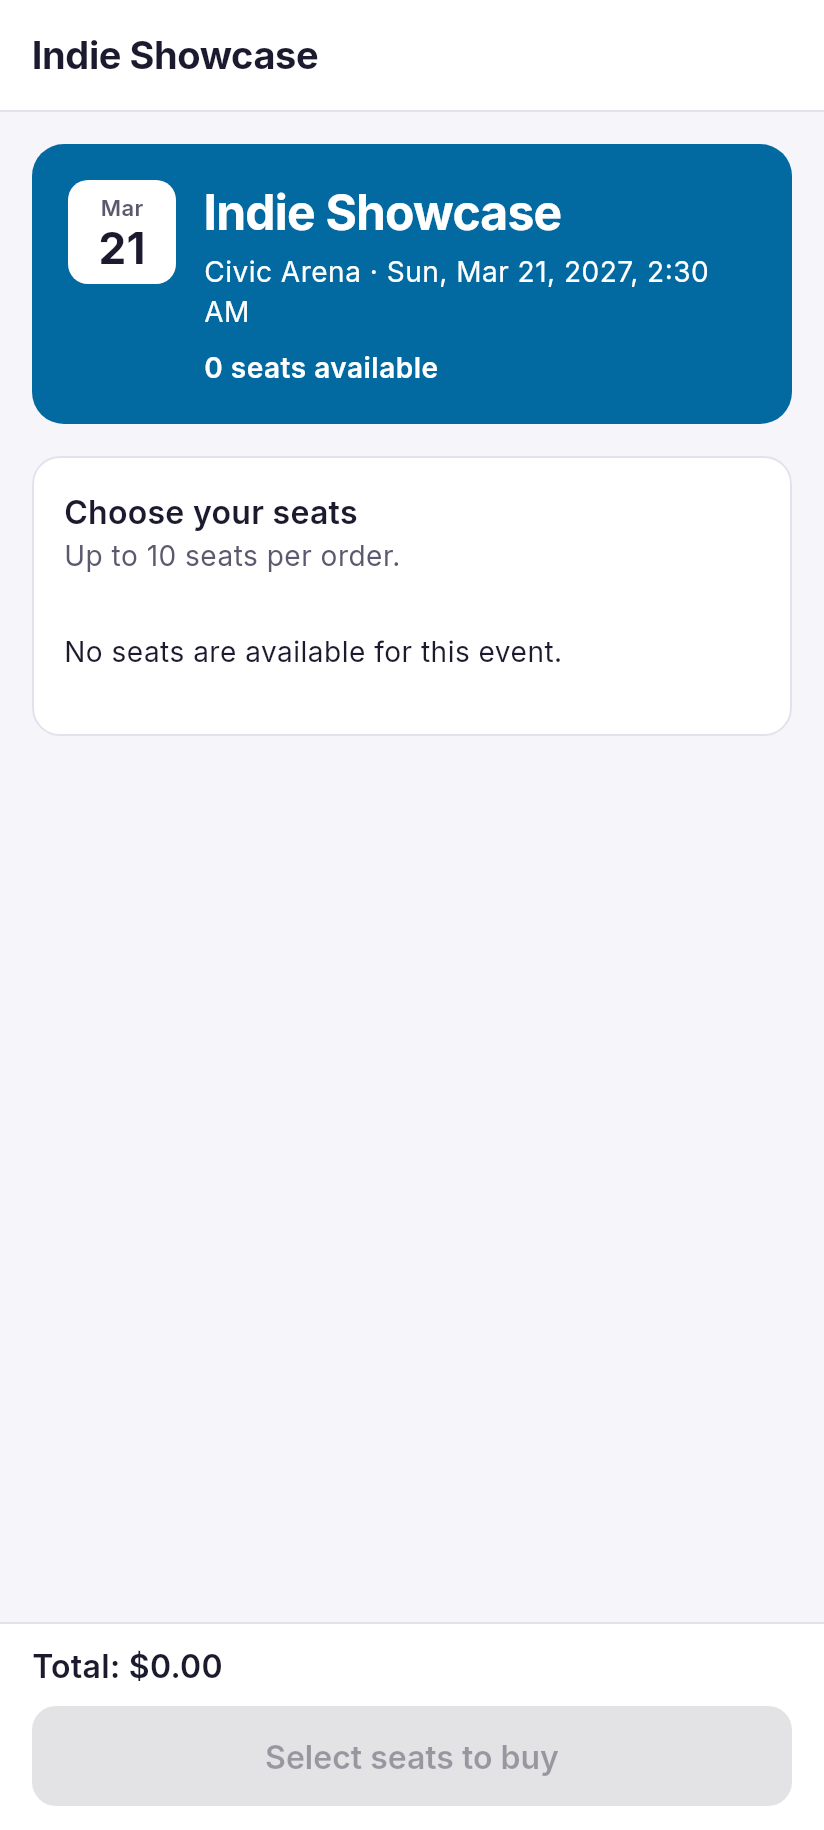 Indie Showcase
Mar
21
Indie Showcase
Civic Arena · Sun, Mar 21, 2027, 2:30
AM
0 seats available
Choose your seats
Up to 10 seats per order.
No seats are available for this event.
Total: $0.00
Select seats to buy